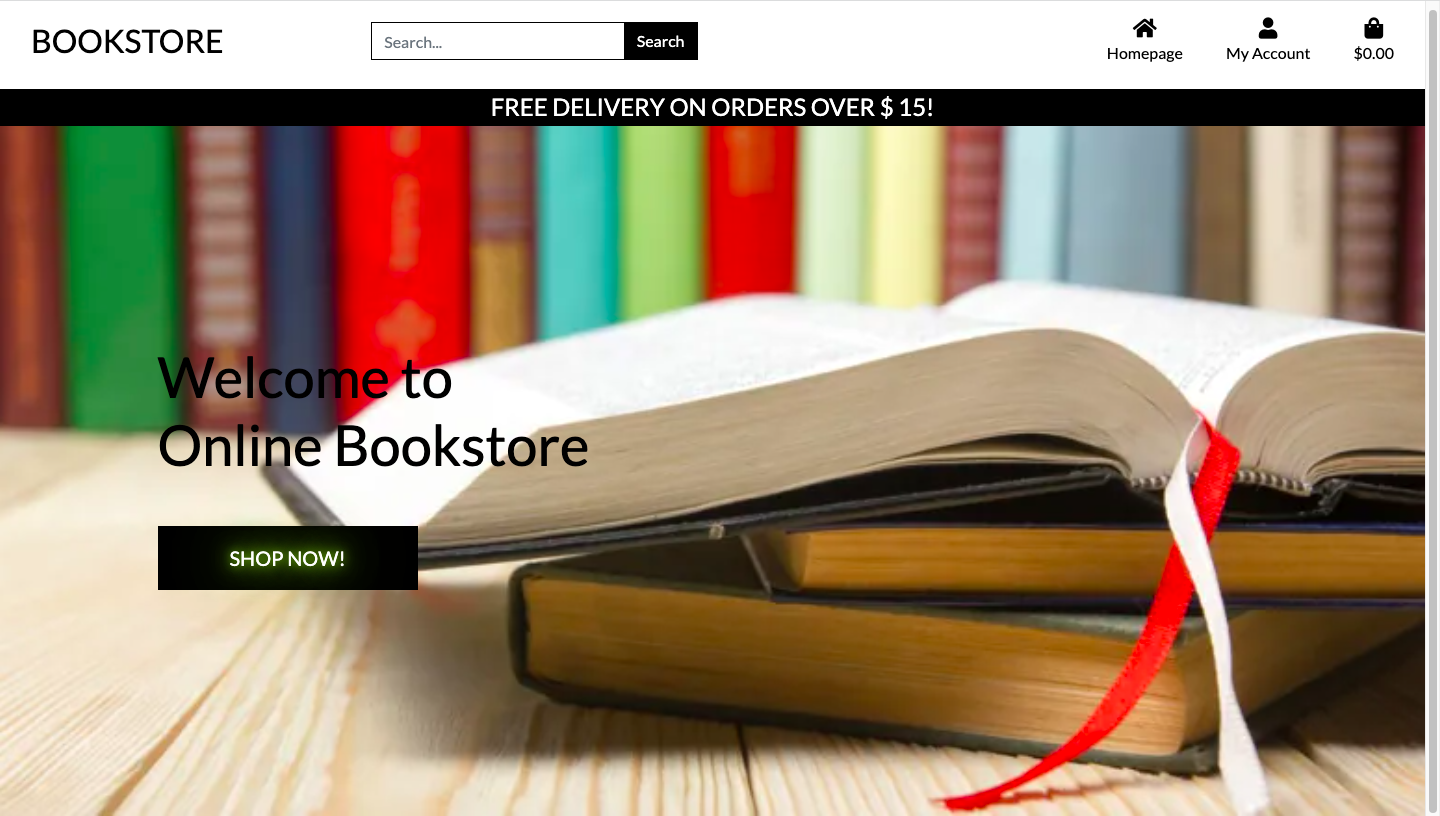 BOOKSTORE
Search...
Search
Homepage
My Account
$0.00
FREE DELIVERY ON ORDERS OVER $ 15!
Welcome to
Online Bookstore
SHOP NOW!